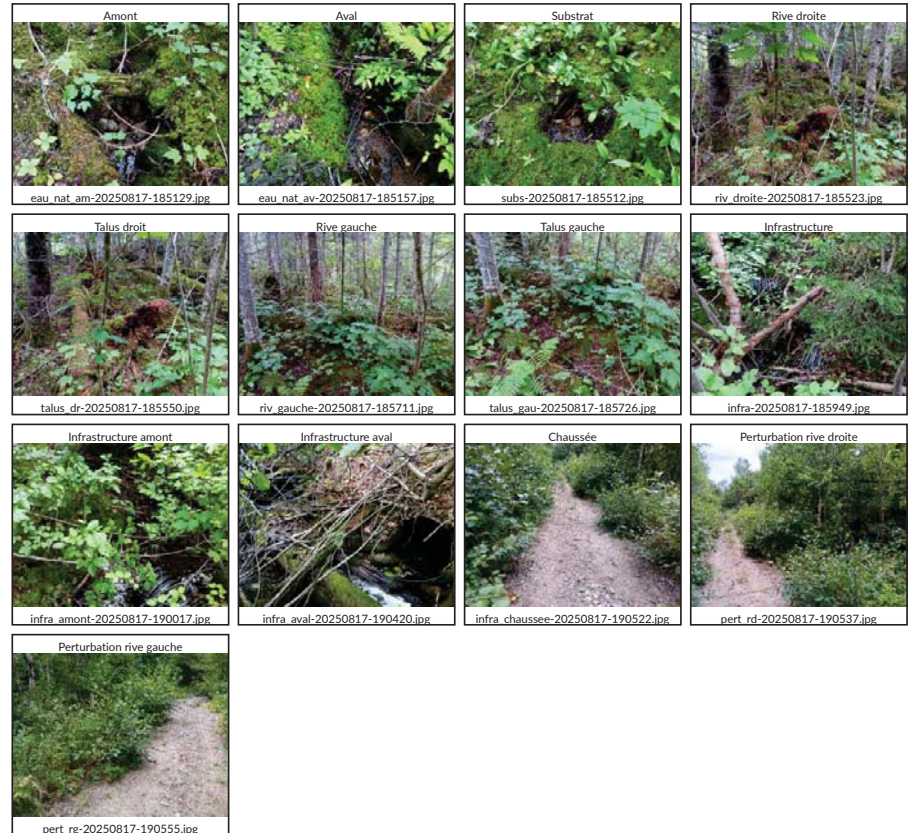 Amont
eau_nat_am-20250817-185129.jpg
Aval
eau_nat_av-20250817-185157.jpg
Substrat
subs-20250817-185512.jpg
Rive droite
riv_droite-20250817-185523.jpg
Talus droit
talus_dr-20250817-185550.jpg
Rive gauche
riv_gauche-20250817-185711.jpg
Talus gauche
talus_gau-20250817-185726.jpg
Infrastructure
infra-20250817-185949.jpg
Infrastructure amont
infra_amont-20250817-190017.jpg
Infrastructure aval
infra_aval-20250817-190420.jpg
Chaussée
infra_chaussee-20250817-190522.jpg
Perturbation rive droite
pert_rd-20250817-190537.jpg
Perturbation rive gauche
pert_rg-20250817-190555.jpg